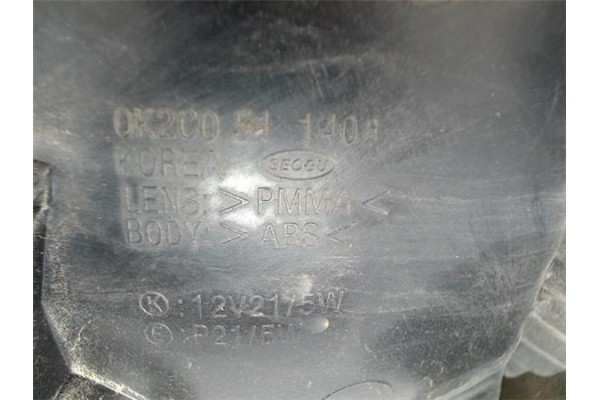 0K2C0 51 140
KOREA SEOGU
LENS: >PMMA<
BODY: >ABS<
Ⓚ:12V21/5W
Ⓔ:P21/5W